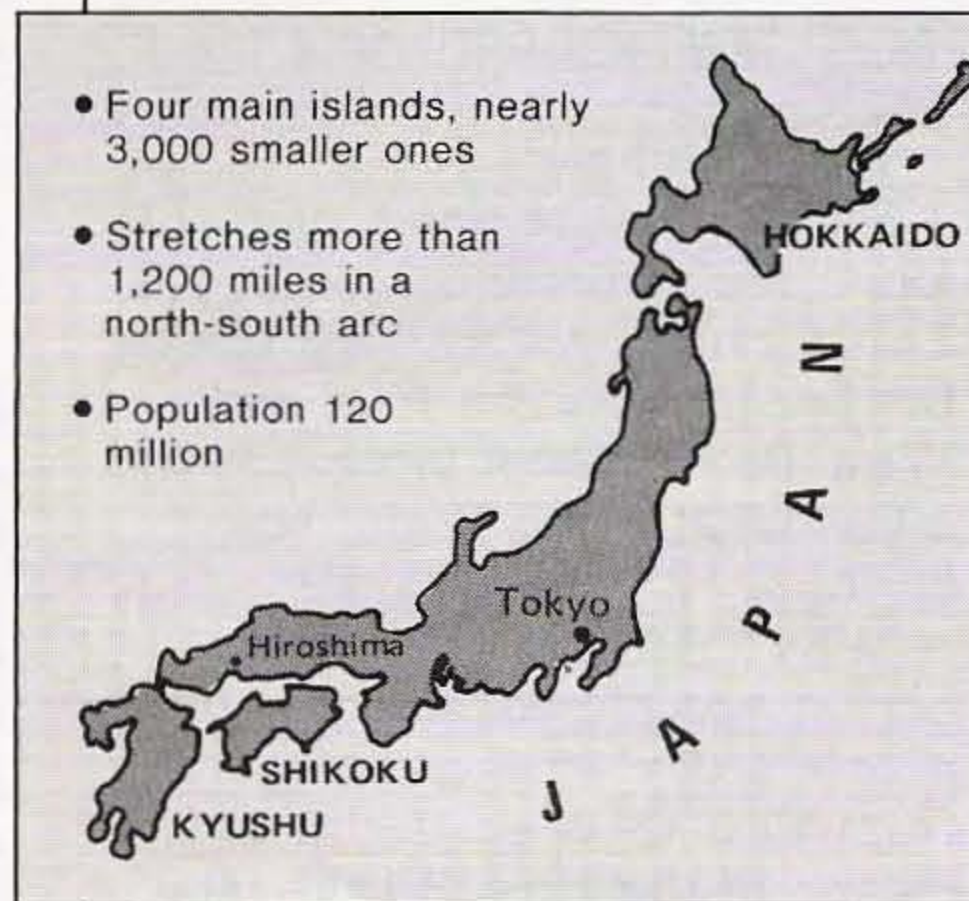 • Four main islands, nearly
3,000 smaller ones
• Stretches more than
1,200 miles in a
north-south arc
• Population 120
million
HOKKAIDO
Tokyo
Hiroshima
SHIKOKU
KYUSHU
JAPAN